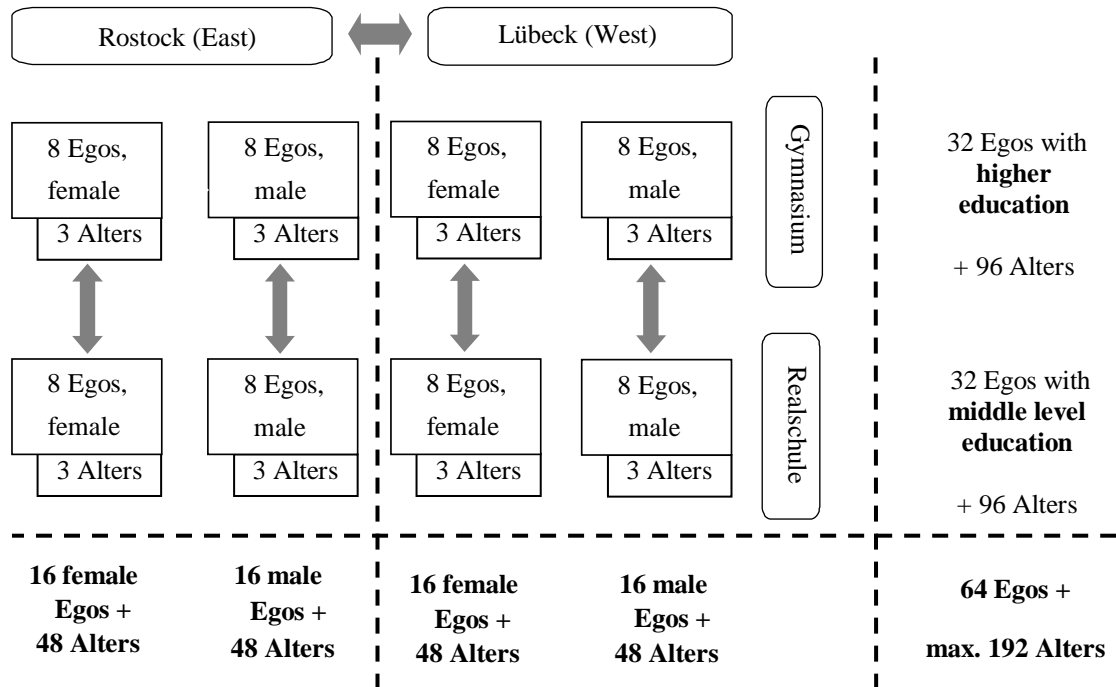 Rostock (East)
Lübeck (West)
8 Egos,
female
3 Alters
8 Egos,
male
3 Alters
8 Egos,
female
3 Alters
8 Egos,
male
3 Alters
Gymnasium
32 Egos with
higher
education
+ 96 Alters
8 Egos,
female
3 Alters
8 Egos,
male
3 Alters
8 Egos,
female
3 Alters
8 Egos,
male
3 Alters
Realschule
32 Egos with
middle level
education
+ 96 Alters
16 female
Egos +
48 Alters
16 male
Egos +
48 Alters
16 female
Egos +
48 Alters
16 male
Egos +
48 Alters
64 Egos +
max. 192 Alters